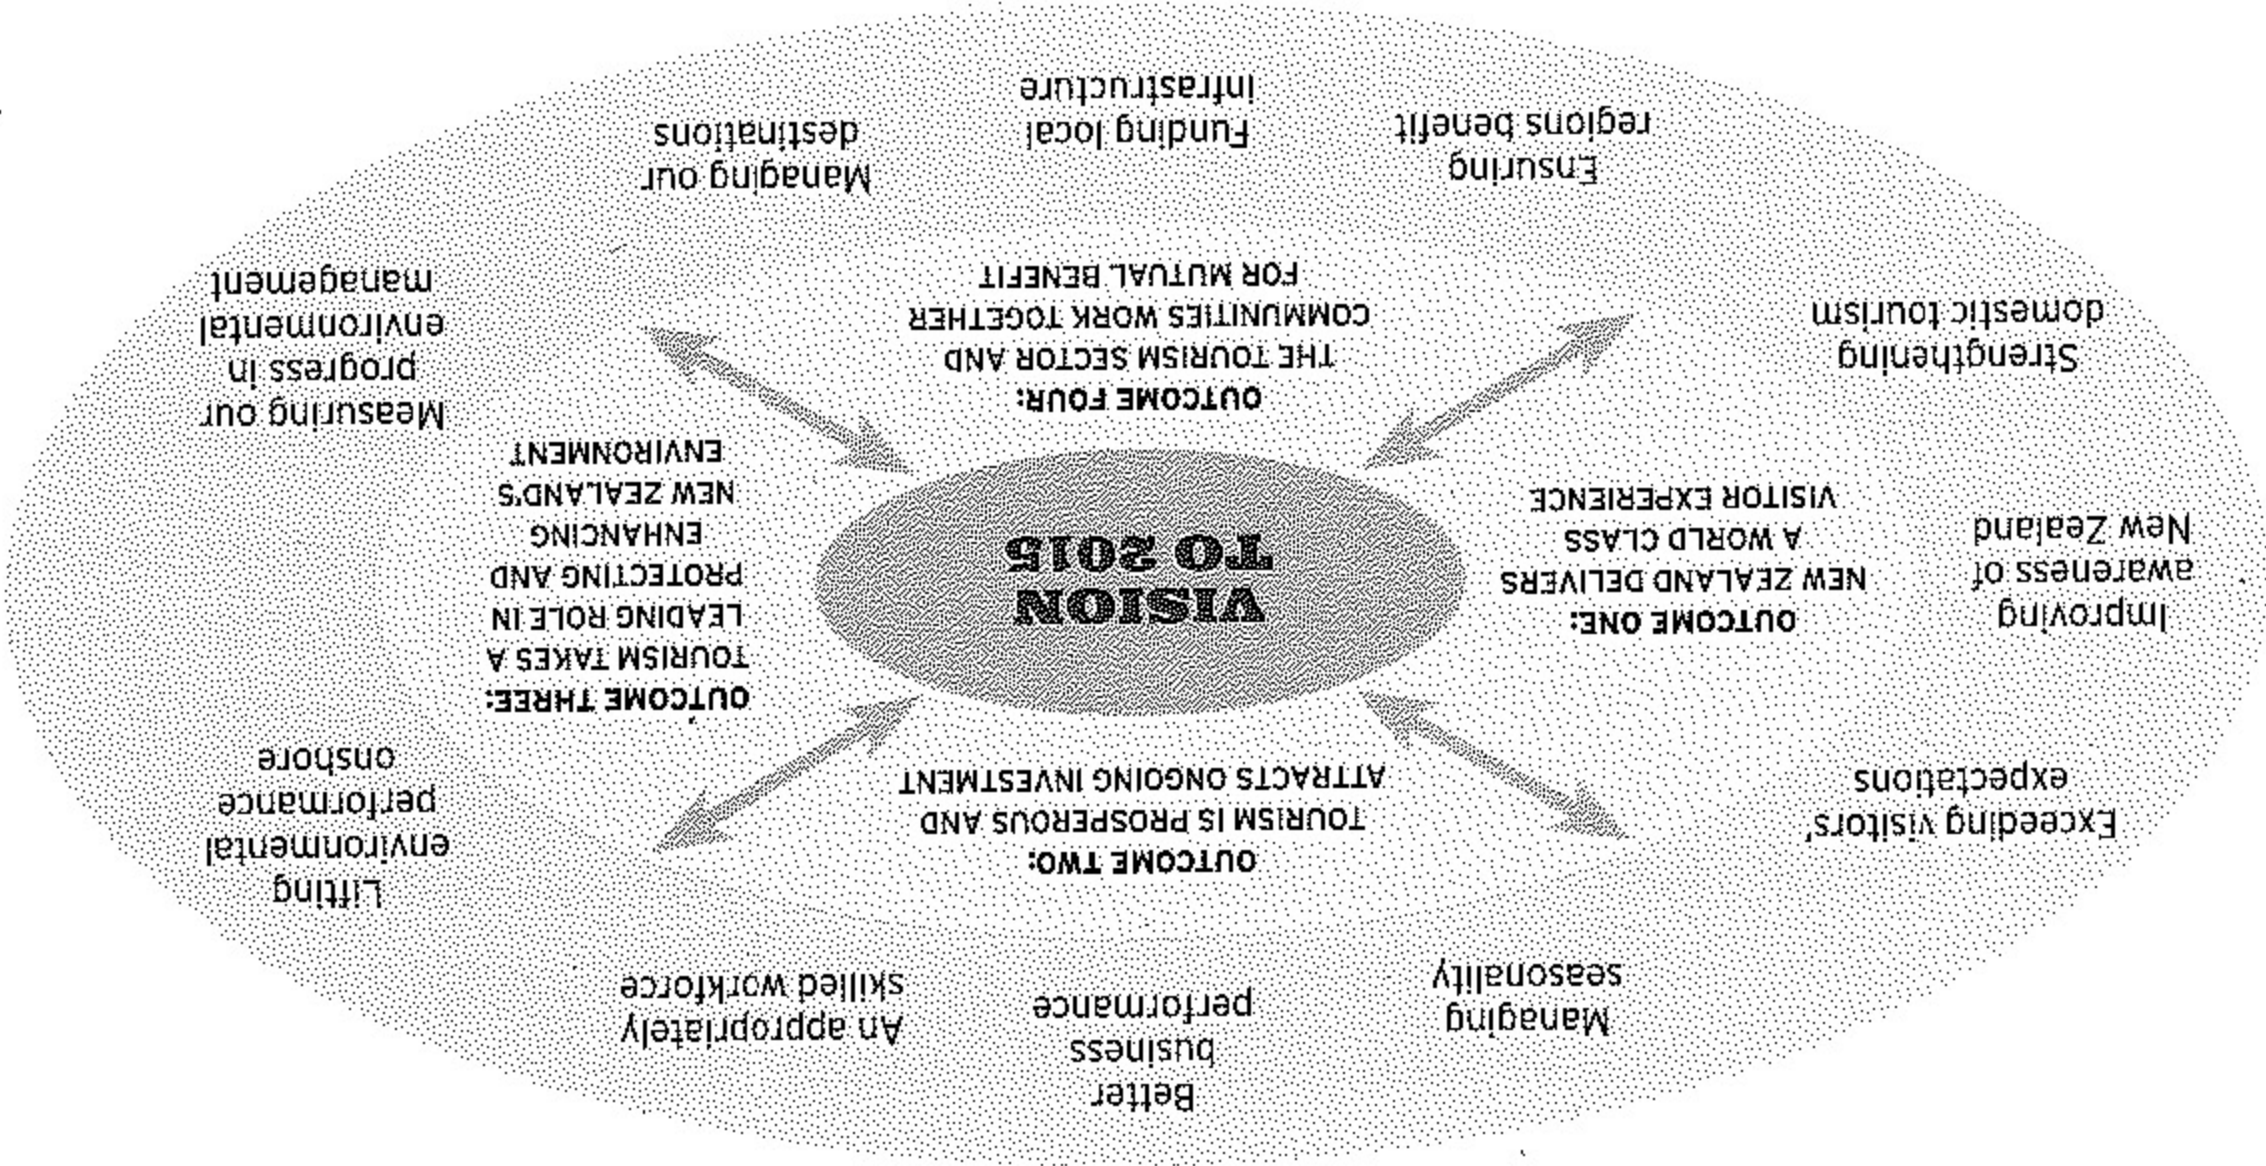 Better
business
performance
Managing
seasonality
An appropriately
skilled workforce
Exceeding visitors'
expectations
OUTCOME TWO:
TOURISM IS PROSPEROUS AND
ATTRACTS ONGOING INVESTMENT
Lifting
environmental
performance
onshore
Improving
awareness of
New Zealand
OUTCOME ONE:
NEW ZEALAND DELIVERS
A WORLD CLASS
VISITOR EXPERIENCE
VISION
TO 2015
OUTCOME THREE:
TOURISM TAKES A
LEADING ROLE IN
PROTECTING AND
ENHANCING
NEW ZEALAND'S
ENVIRONMENT
Strengthening
domestic tourism
OUTCOME FOUR:
THE TOURISM SECTOR AND
COMMUNITIES WORK TOGETHER
FOR MUTUAL BENEFIT
Measuring our
progress in
environmental
management
Ensuring
regions benefit
Funding local
infrastructure
Managing our
destinations